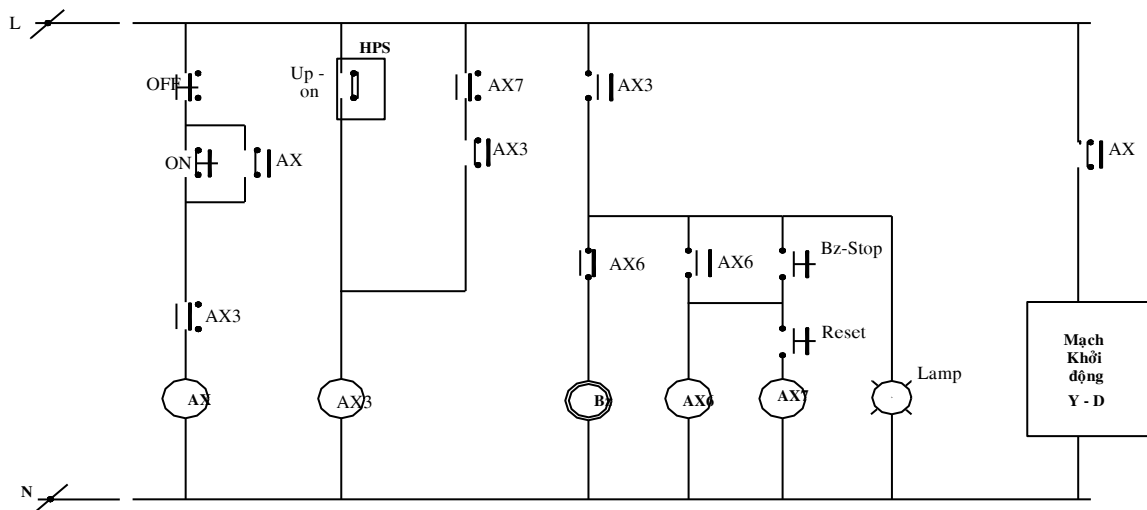 L
HPS
OFF
Up -
on
AX7
AX3
ON
AX
AX3
AX
AX6
AX6
Bz-Stop
AX3
Reset
Mạch
Khởi
động
Y - D
Lamp
AX
AX3
Bz
AX6
AX7
N